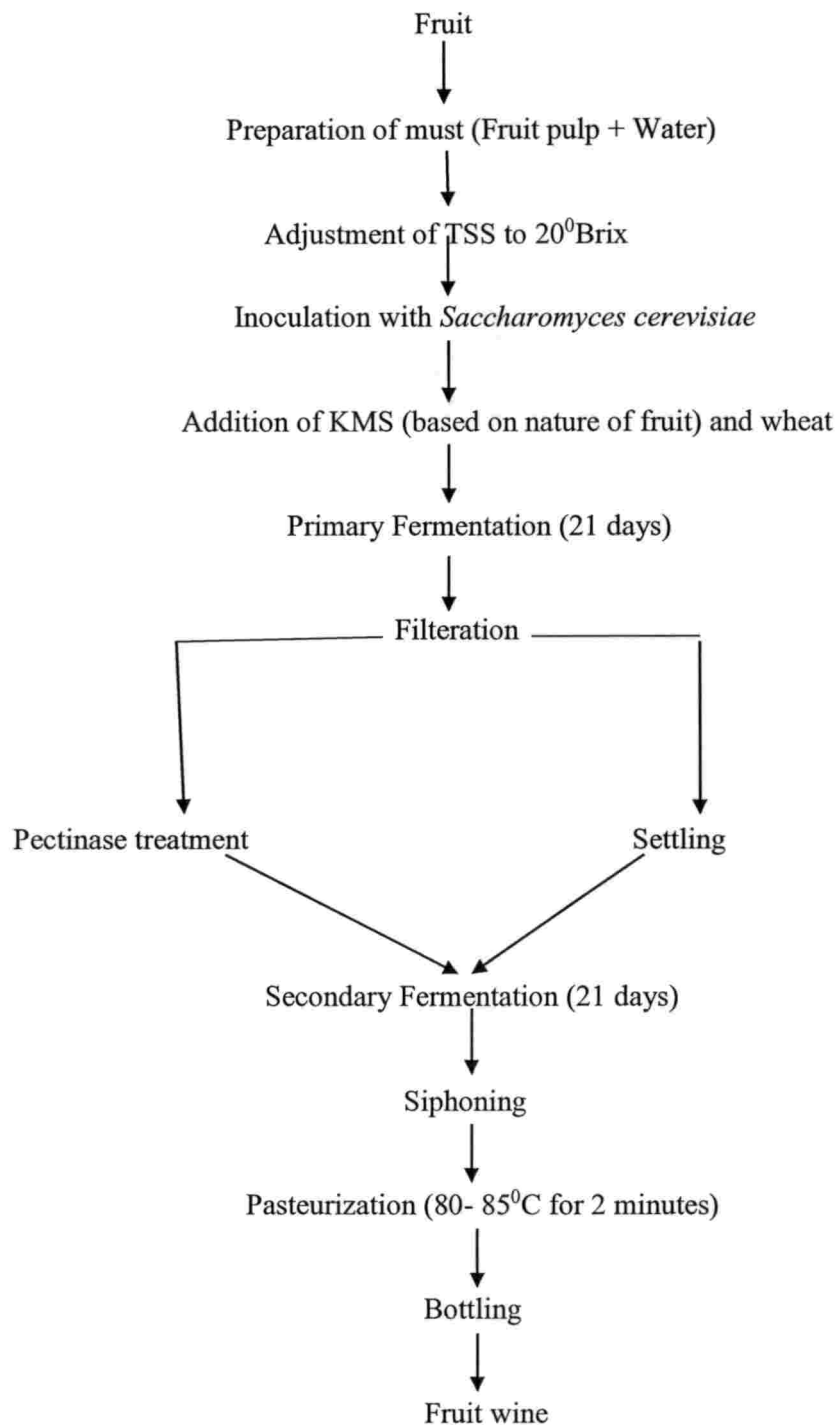 Fruit
Preparation of must (Fruit pulp + Water)
Adjustment of TSS to 20⁰Brix
Inoculation with Saccharomyces cerevisiae
Addition of KMS (based on nature of fruit) and wheat
Primary Fermentation (21 days)
Filteration
Pectinase treatment
Settling
Secondary Fermentation (21 days)
Siphoning
Pasteurization (80- 85⁰C for 2 minutes)
Bottling
Fruit wine